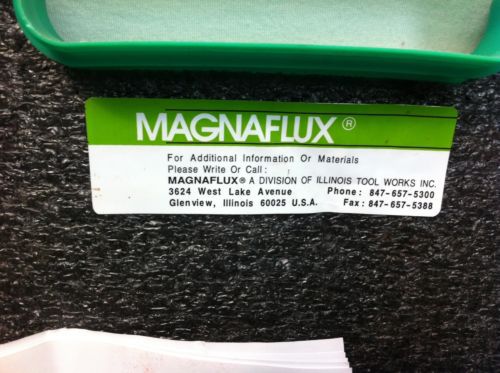 MAGNAFLUX®
For Additional Information Or Materials
Please Write Or Call:
MAGNAFLUX® A DIVISION OF ILLINOIS TOOL WORKS INC.
3624 West Lake Avenue Phone: 847-657-5300
Glenview, Illinois 60025 U.S.A. Fax: 847-657-5388